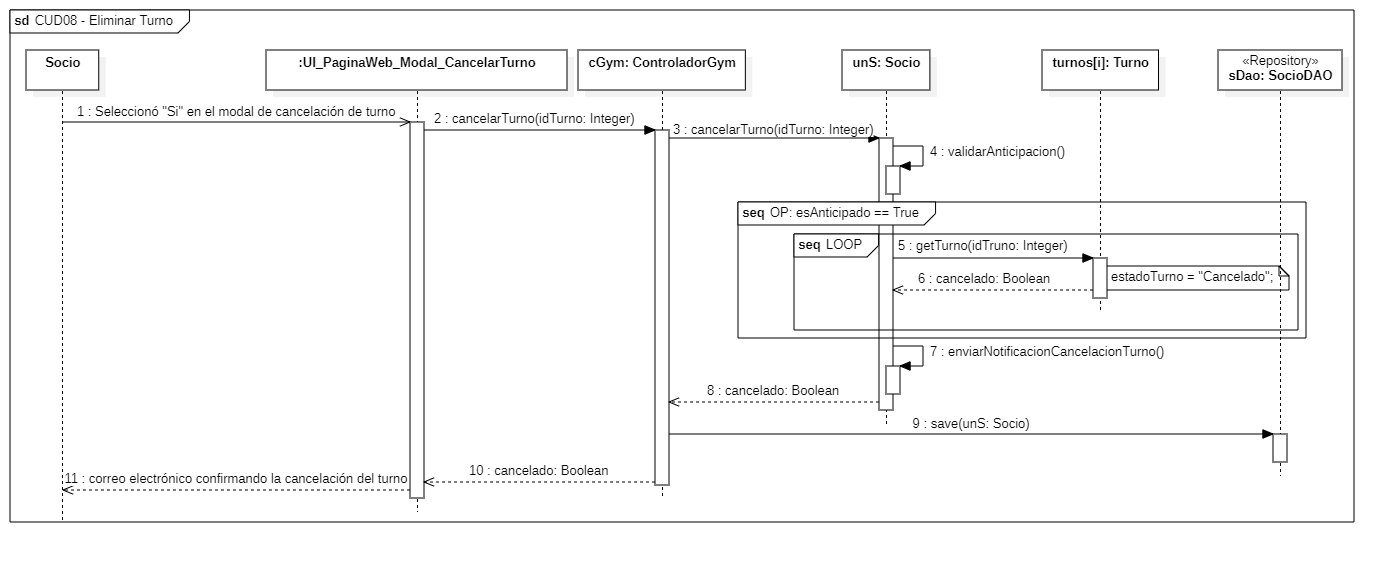 sd CUD08 - Eliminar Turno
Socio
:UI_PaginaWeb_Modal_CancelarTurno
cGym: ControladorGym
unS: Socio
turnos[i]: Turno
«Repository»
sDao: SocioDAO
1 : Seleccionó "Si" en el modal de cancelación de turno
2 : cancelarTurno(idTurno: Integer)
3 : cancelarTurno(idTurno: Integer)
4 : validarAnticipacion()
seq OP: esAnticipado == True
seq LOOP
5 : getTurno(idTruno: Integer)
estadoTurno = "Cancelado";
6 : cancelado: Boolean
7 : enviarNotificacionCancelacionTurno()
8 : cancelado: Boolean
9 : save(unS: Socio)
10 : cancelado: Boolean
11 : correo electrónico confirmando la cancelación del turno